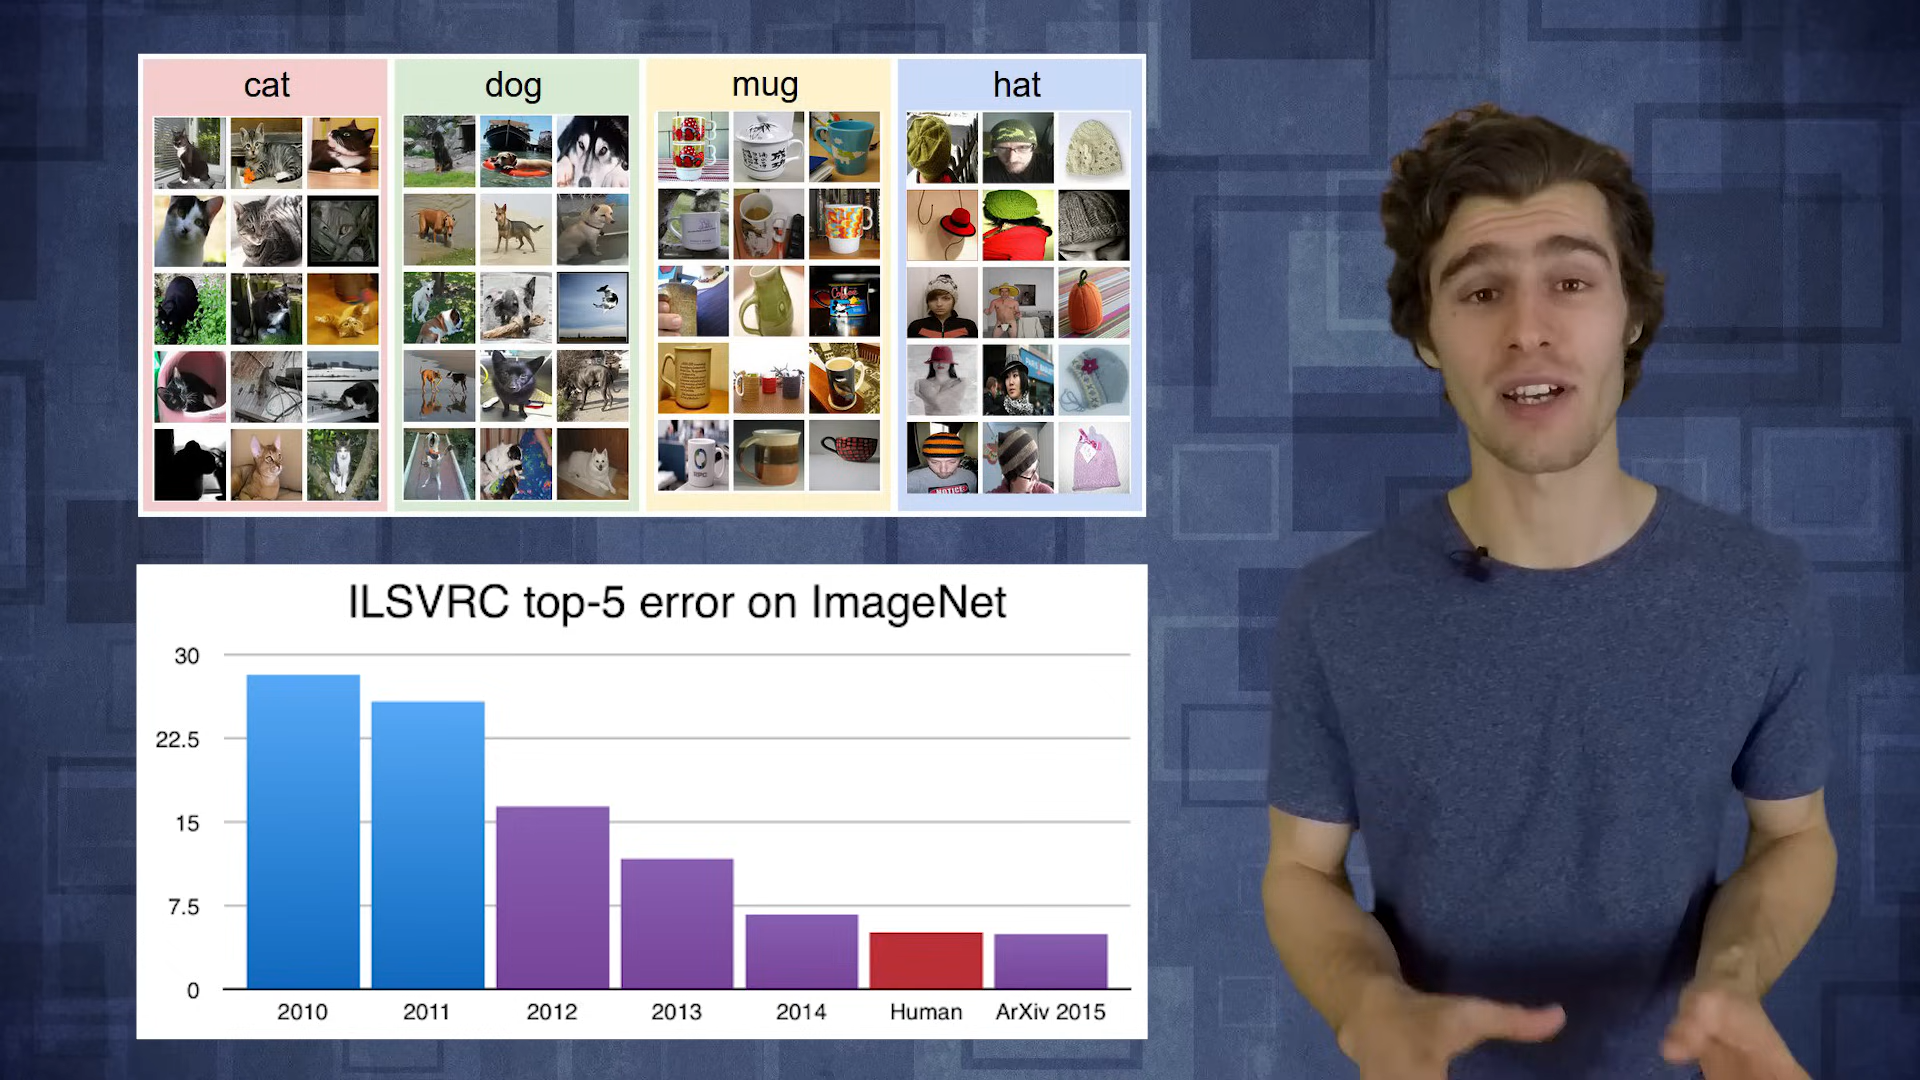 cat
dog
mug
hat
NOTICE
ILSVRC top-5 error on ImageNet
30
22.5
15
7.5
0
2010
2011
2012
2013
2014
Human
ArXiv 2015